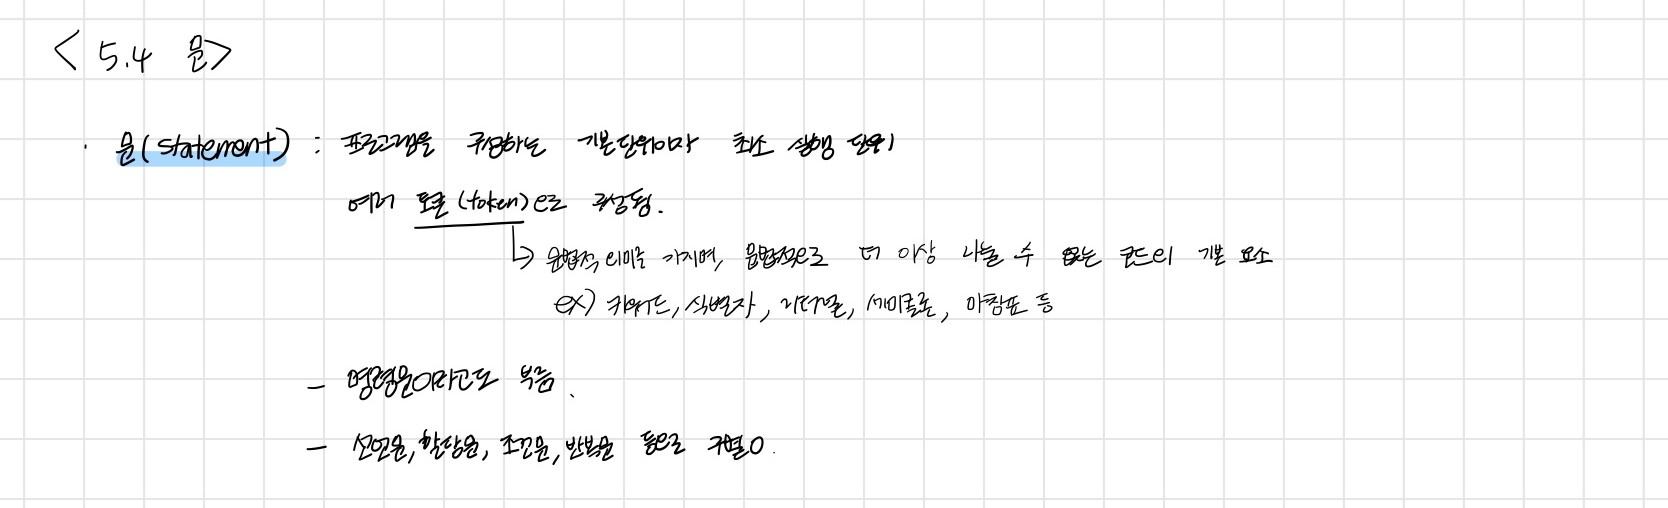 < 5.4 문>
· 문(statement) : 프로그램을 구성하는 기본단위이자 최소 실행 단위
여러 토큰(token)으로 구성됨.
↳ 문법적 의미를 가지며, 문법적으로 더 이상 나눌 수 없는 코드의 기본 요소
ex) 키워드, 식별자, 리터럴, 세미콜론, 마침표 등
- 명령문이라고도 부름.
- 선언문, 할당문, 조건문, 반복문 등으로 구별O.